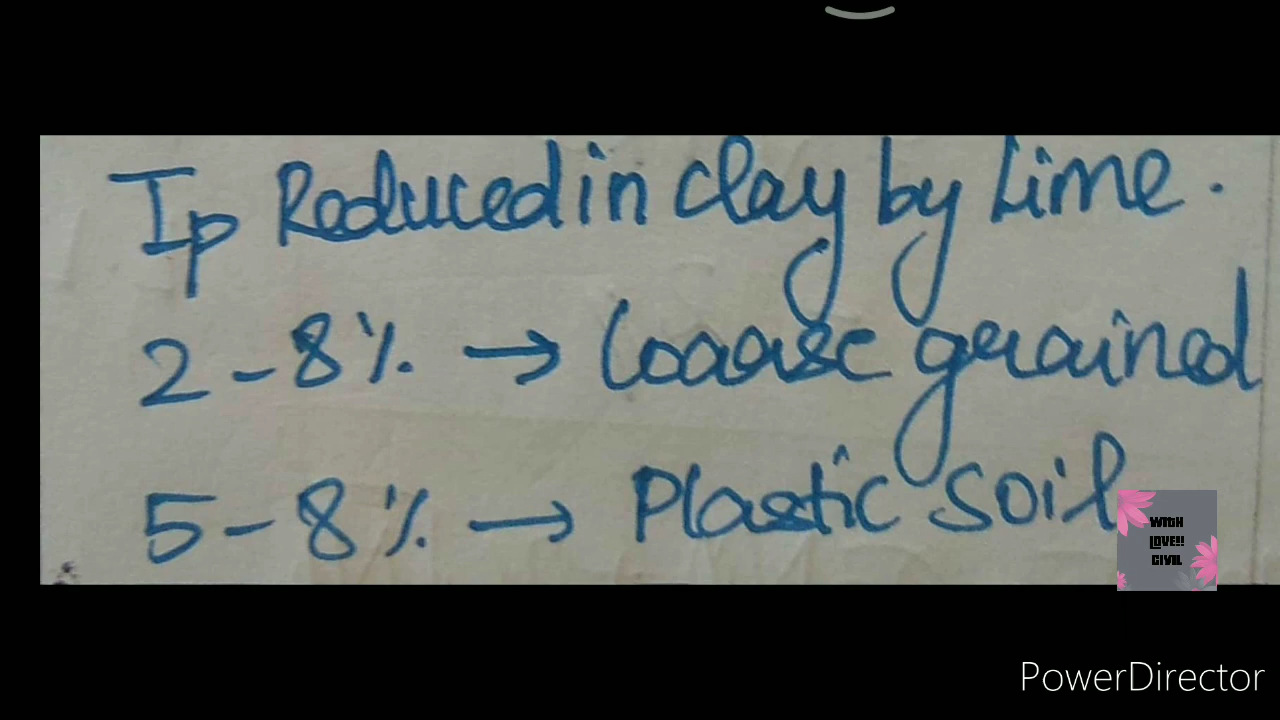 Ip Reduced in clay by Lime.
2-8% → Coarse grained
5-8% → Plastic soil
WITH
LOVE!!
CIVIL
PowerDirector